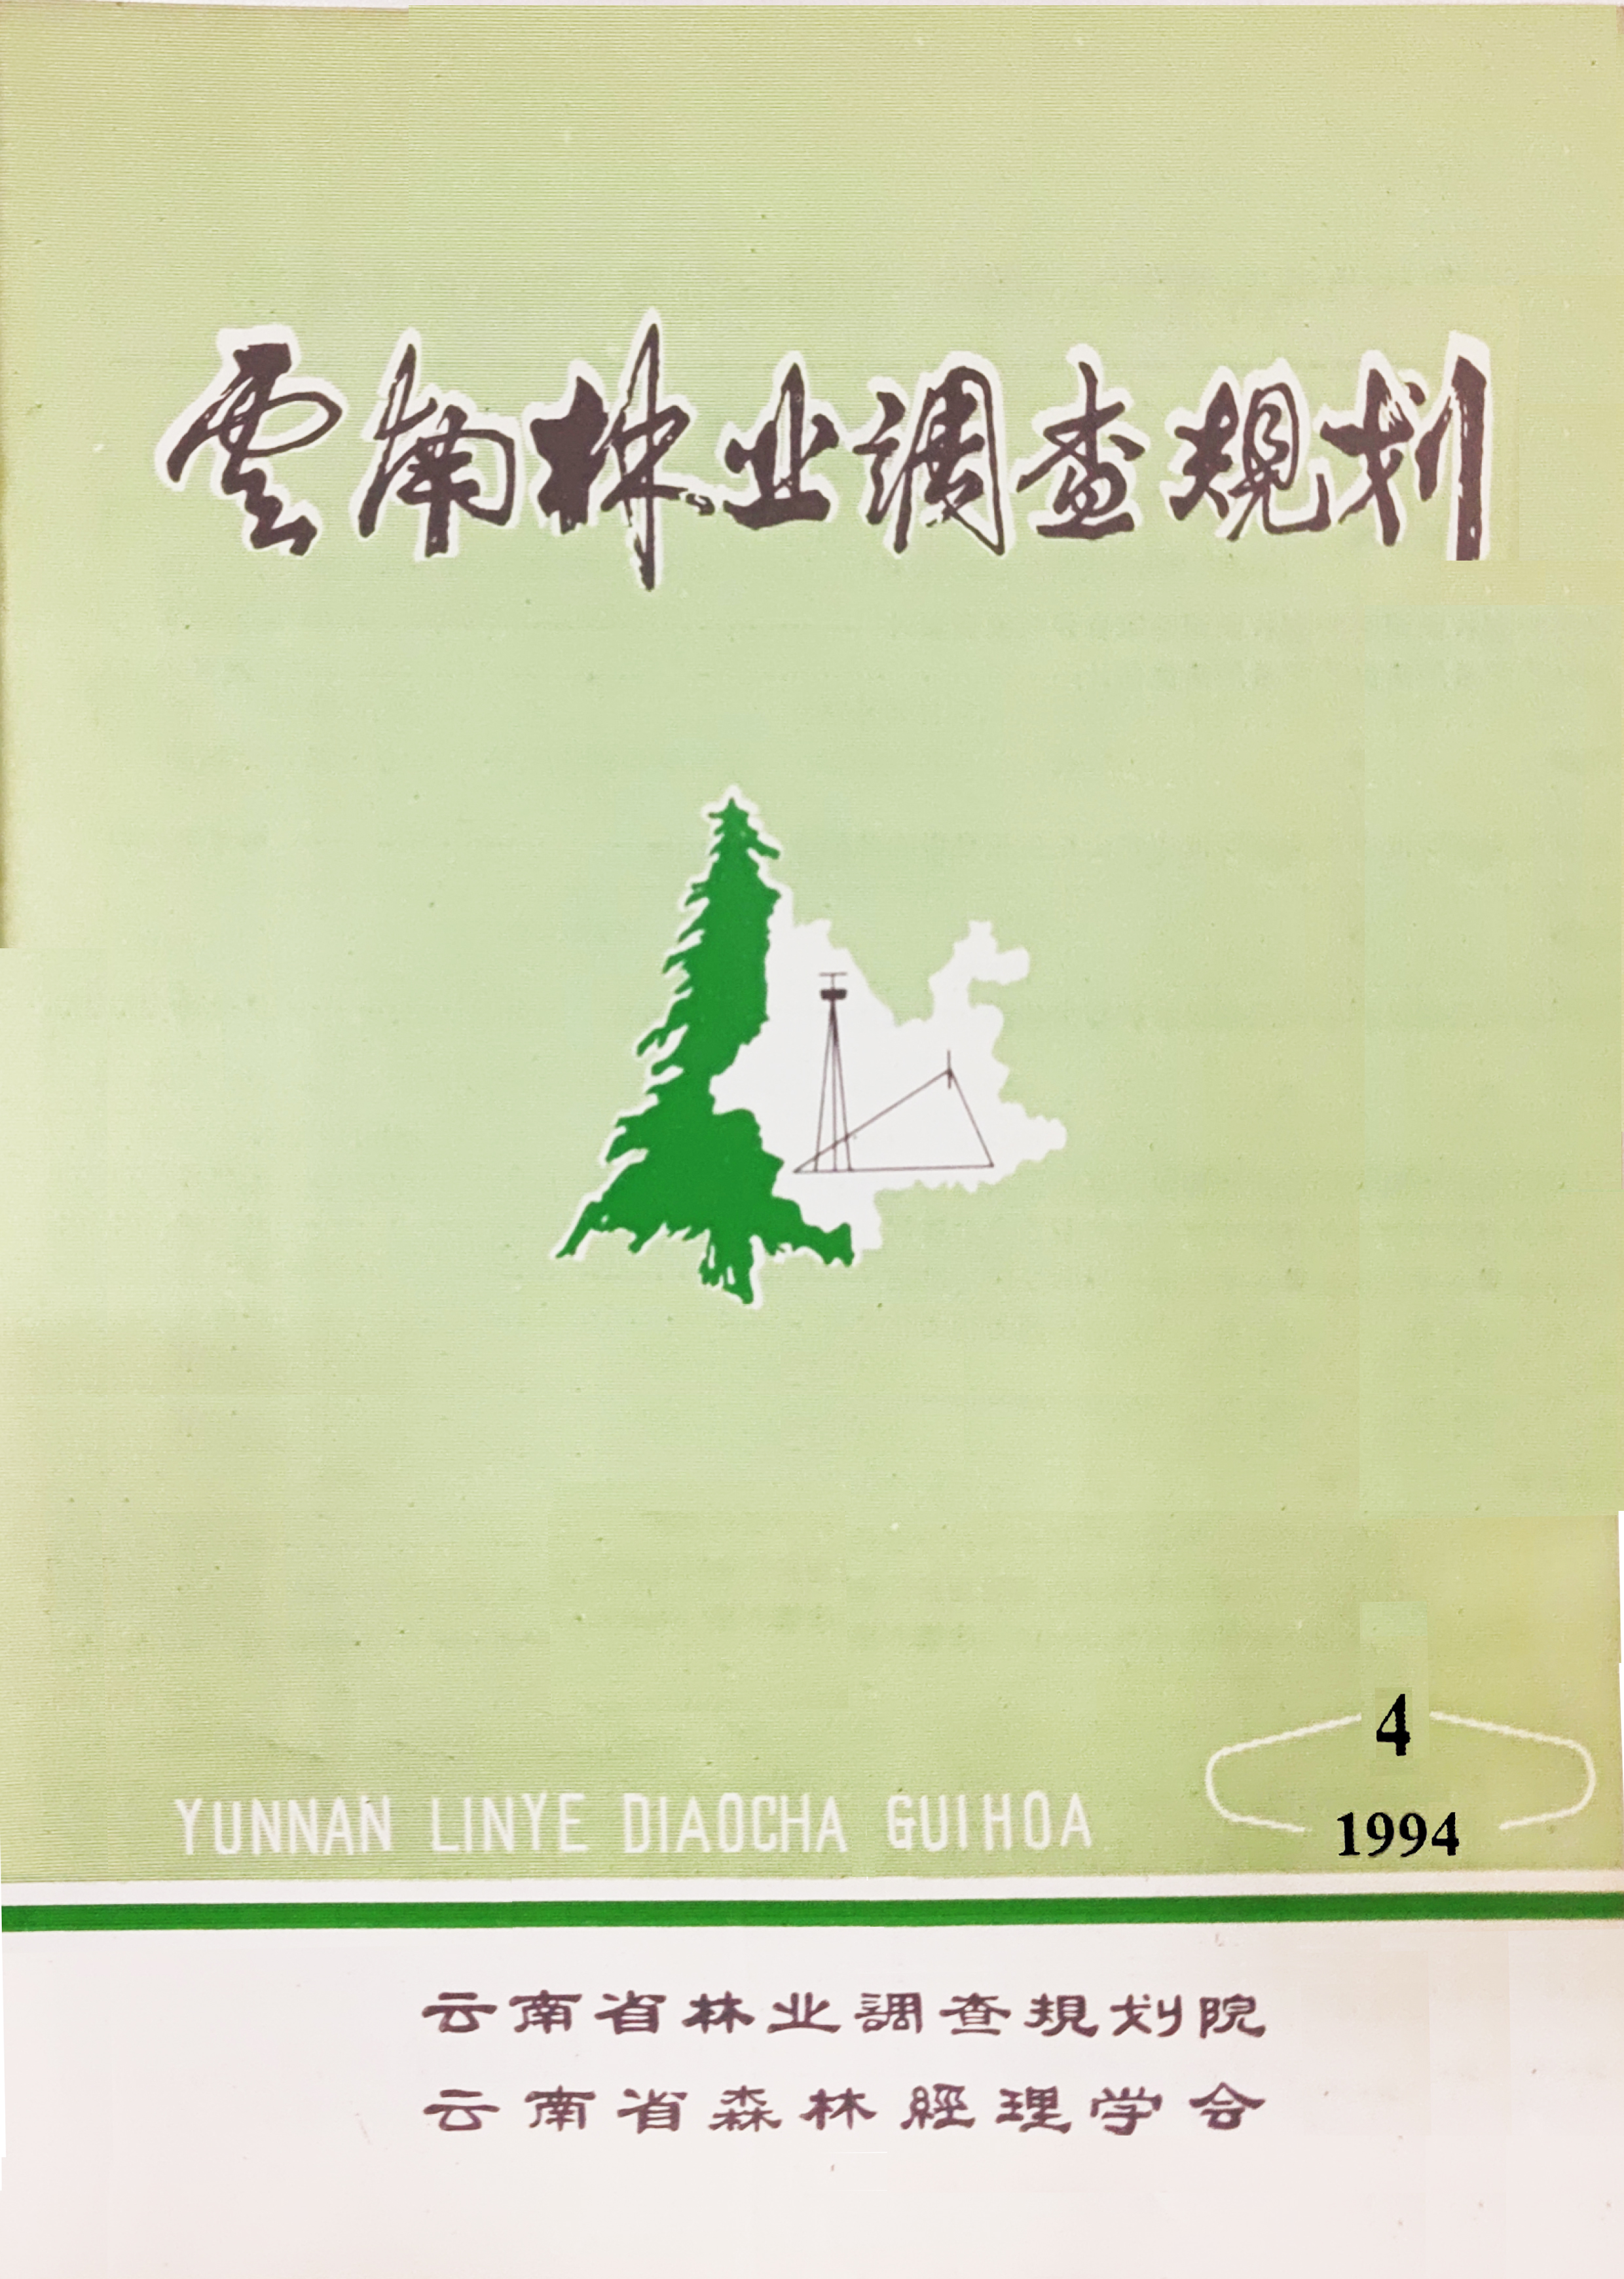 雲南林业調查規划
4
YUNNAN LINYE DIAOCHA GUIHOA
1994
云南省林业調查規划院
云南省森林經理学会